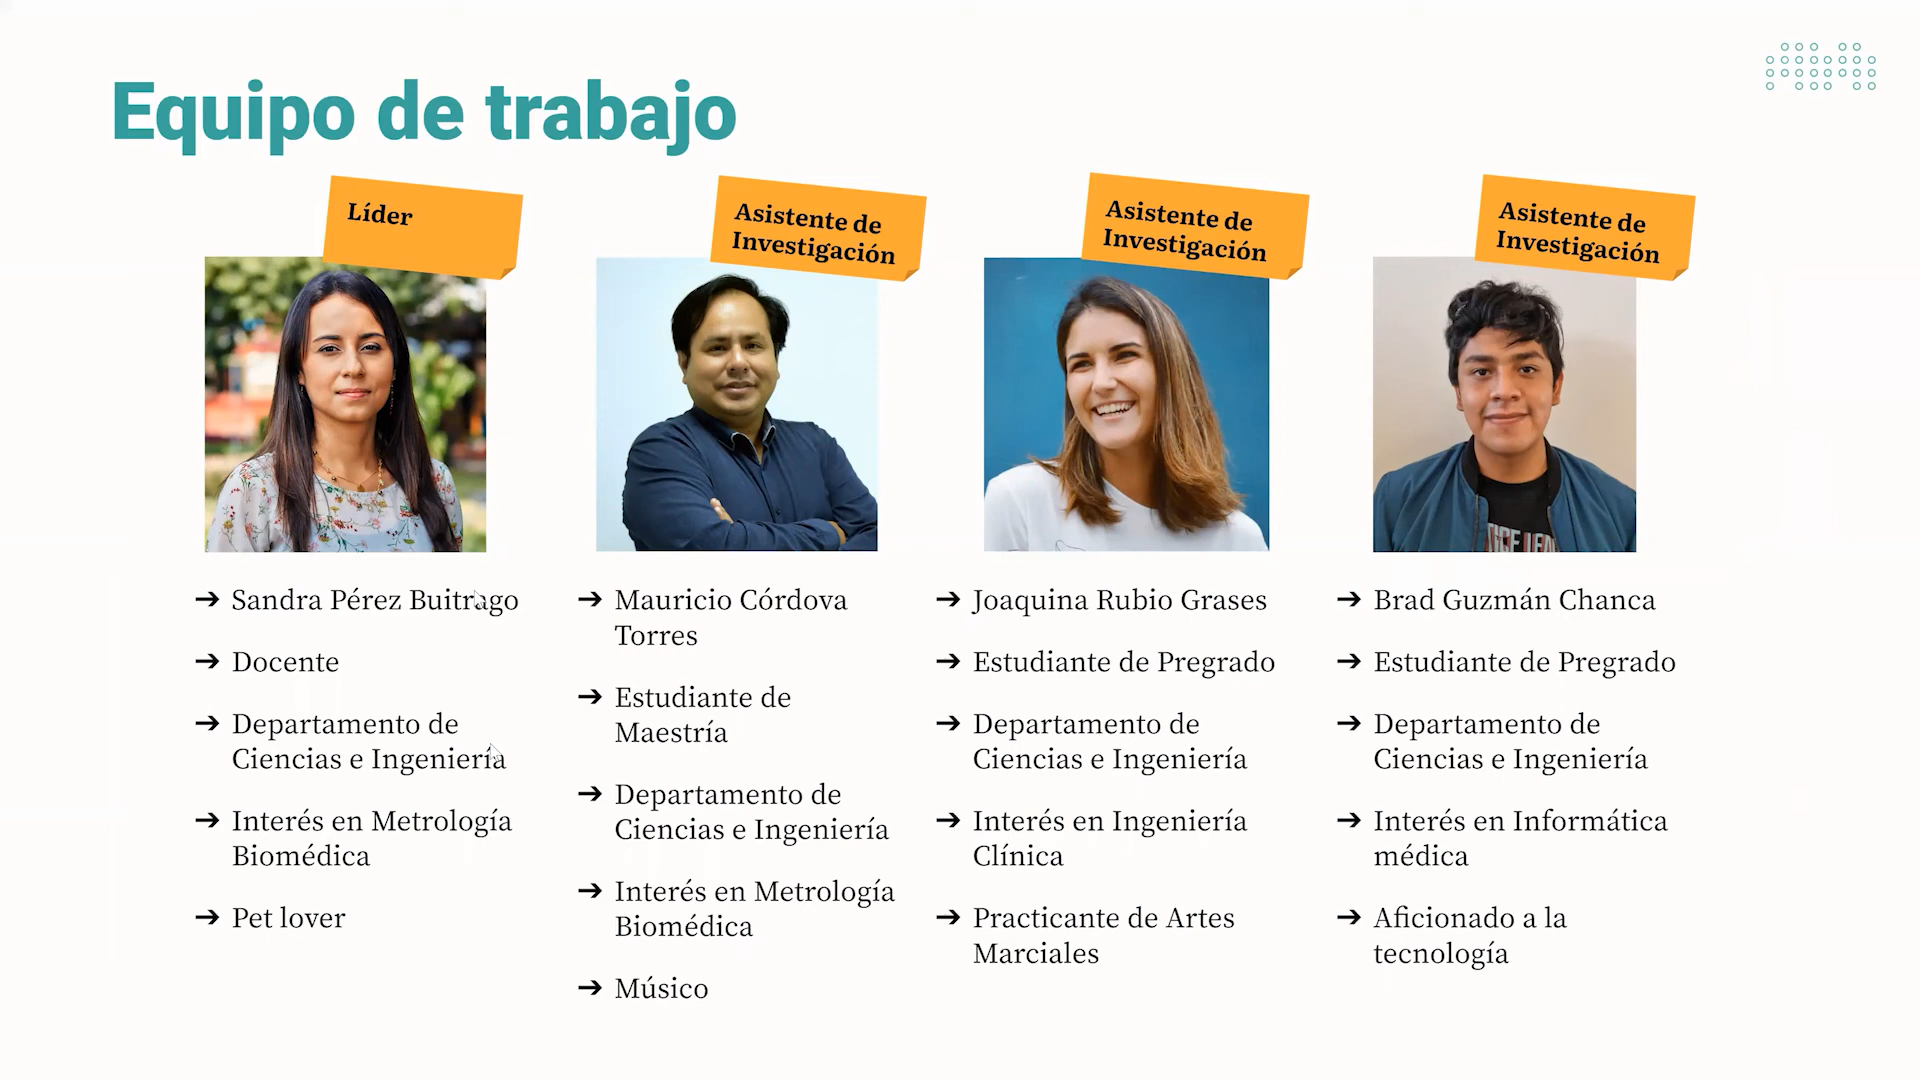 Equipo de trabajo
Líder
Sandra Pérez Buitrago
Docente
Departamento de
Ciencias e Ingeniería
Interés en Metrología
Biomédica
Pet lover
Asistente de
Investigación
Mauricio Córdova
Torres
Estudiante de
Maestría
Departamento de
Ciencias e Ingeniería
Interés en Metrología
Biomédica
Músico
Asistente de
Investigación
Joaquina Rubio Grases
Estudiante de Pregrado
Departamento de
Ciencias e Ingeniería
Interés en Ingeniería
Clínica
Practicante de Artes
Marciales
Asistente de
Investigación
Brad Guzmán Chanca
Estudiante de Pregrado
Departamento de
Ciencias e Ingeniería
Interés en Informática
médica
Aficionado a la
tecnología